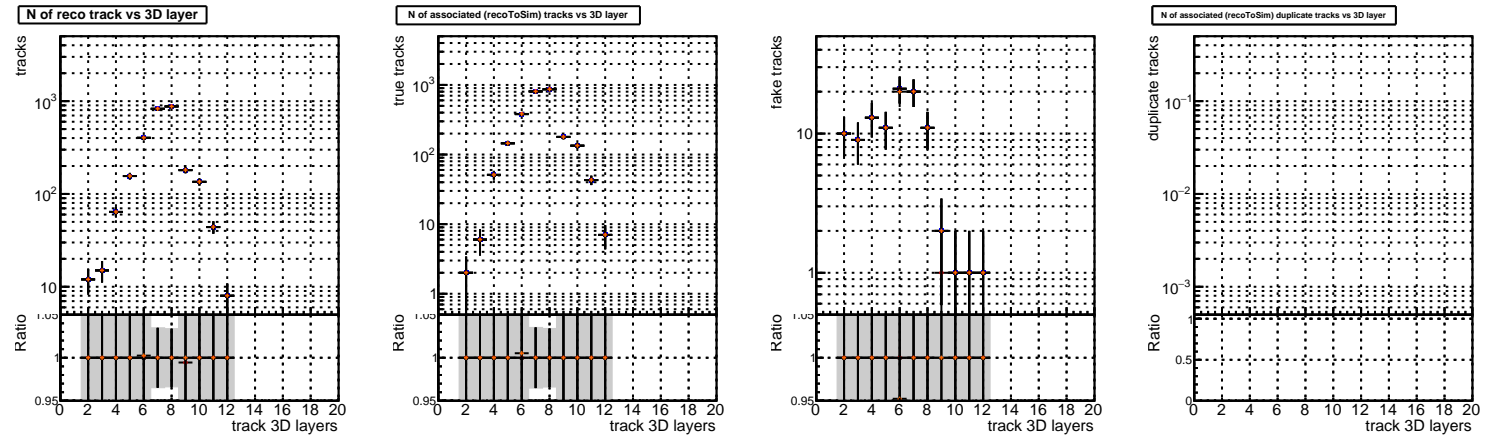 N of reco track vs 3D layer
tracks
10³
10²
10
Ratio
1.05
1
0.95
0 2 4 6 8 10 12 14 16 18 20
track 3D layers
N of associated (recoToSim) tracks vs 3D layer
true tracks
10³
10²
10
1
Ratio
1.05
1
0.95
0 2 4 6 8 10 12 14 16 18 20
track 3D layers
fake tracks
10
1
Ratio
1.05
1
0.95
0 2 4 6 8 10 12 14 16 18 20
track 3D layers
N of associated (recoToSim) duplicate tracks vs 3D layer
duplicate tracks
10⁻¹
10⁻²
10⁻³
Ratio
1
0.5
0
0 2 4 6 8 10 12 14 16 18 20
track 3D layers